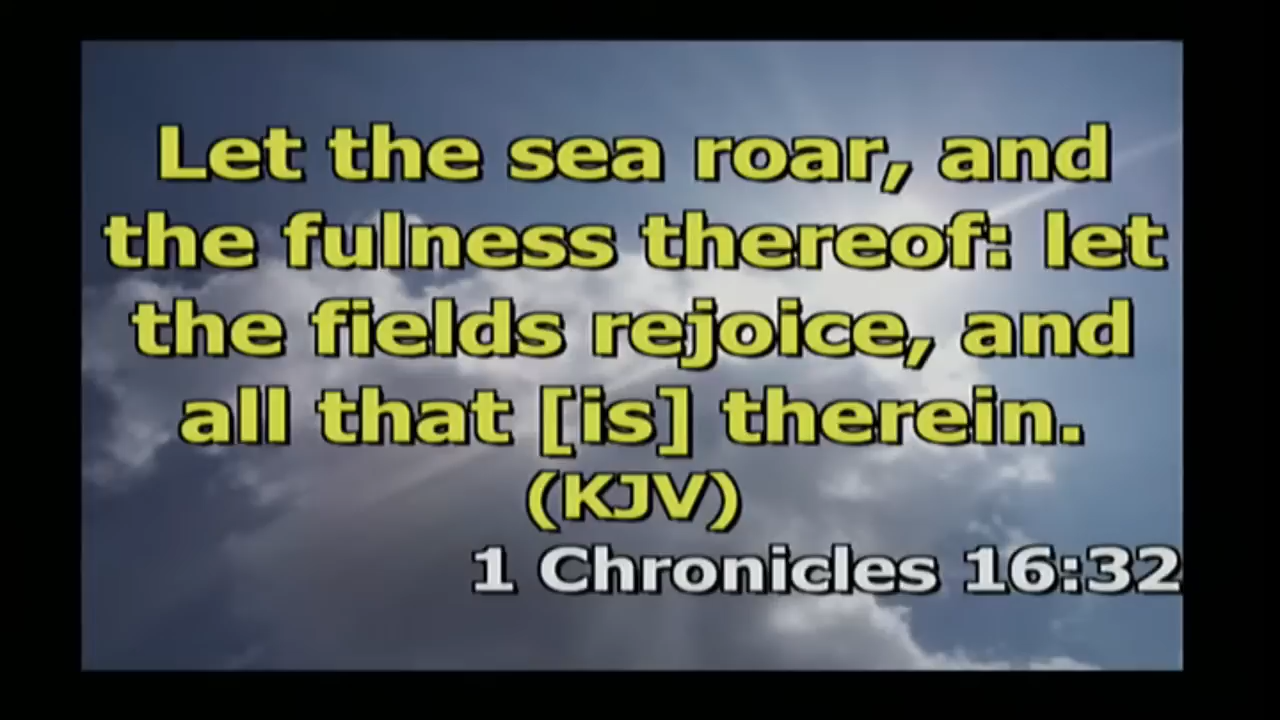 Let the sea roar, and
the fulness thereof: let
the fields rejoice, and
all that [is] therein.
(KJV)
1 Chronicles 16:32